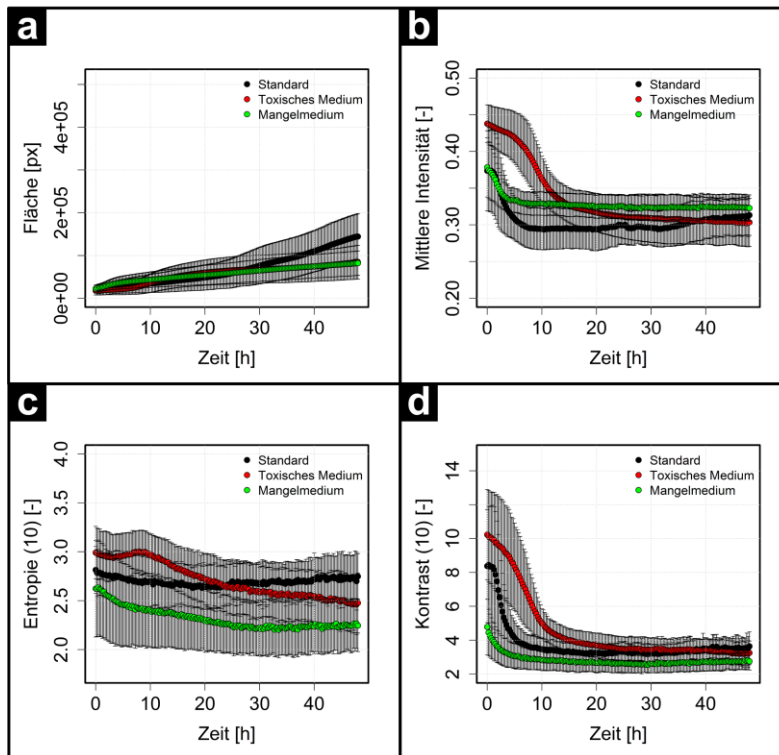 a
Fläche [px]
0e+00
2e+05
4e+05
6e+05
Standard
Toxisches Medium
Mangelmedium
0 10 20 30 40
Zeit [h]
b
Mittlere Intensität [-]
0.20
0.30
0.40
0.50
Standard
Toxisches Medium
Mangelmedium
0 10 20 30 40
Zeit [h]
c
Entropie (10) [-]
2.0
2.5
3.0
3.5
4.0
Standard
Toxisches Medium
Mangelmedium
0 10 20 30 40
Zeit [h]
d
Kontrast (10) [-]
2
4
6
8
10
14
Standard
Toxisches Medium
Mangelmedium
0 10 20 30 40
Zeit [h]